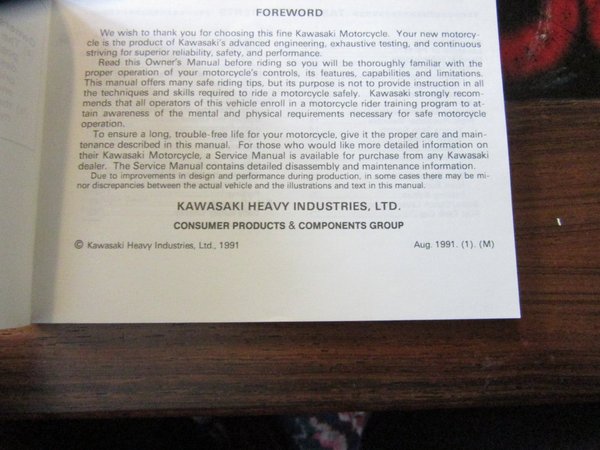 FOREWORD
We wish to thank you for choosing this fine Kawasaki Motorcycle. Your new motorcy-
cle is the product of Kawasaki's advanced engineering, exhaustive testing, and continuous
striving for superior reliability, safety, and performance.
Read this Owner's Manual before riding so you will be thoroughly familiar with the
proper operation of your motorcycle's controls, its features, capabilities and limitations.
This manual offers many safe riding tips, but its purpose is not to provide instruction in all
the techniques and skills required to ride a motorcycle safely. Kawasaki strongly recom-
mends that all operators of this vehicle enroll in a motorcycle rider training program to at-
tain awareness of the mental and physical requirements necessary for safe motorcycle
operation.
To ensure a long, trouble-free life for your motorcycle, give it the proper care and main-
tenance described in this manual. For those who would like more detailed information on
their Kawasaki Motorcycle, a Service Manual is available for purchase from any Kawasaki
dealer. The Service Manual contains detailed disassembly and maintenance information.
Due to improvements in design and performance during production, in some cases there may be mi-
nor discrepancies between the actual vehicle and the illustrations and text in this manual.
KAWASAKI HEAVY INDUSTRIES, LTD.
CONSUMER PRODUCTS & COMPONENTS GROUP
© Kawasaki Heavy Industries, Ltd., 1991 Aug. 1991. (1). (M)